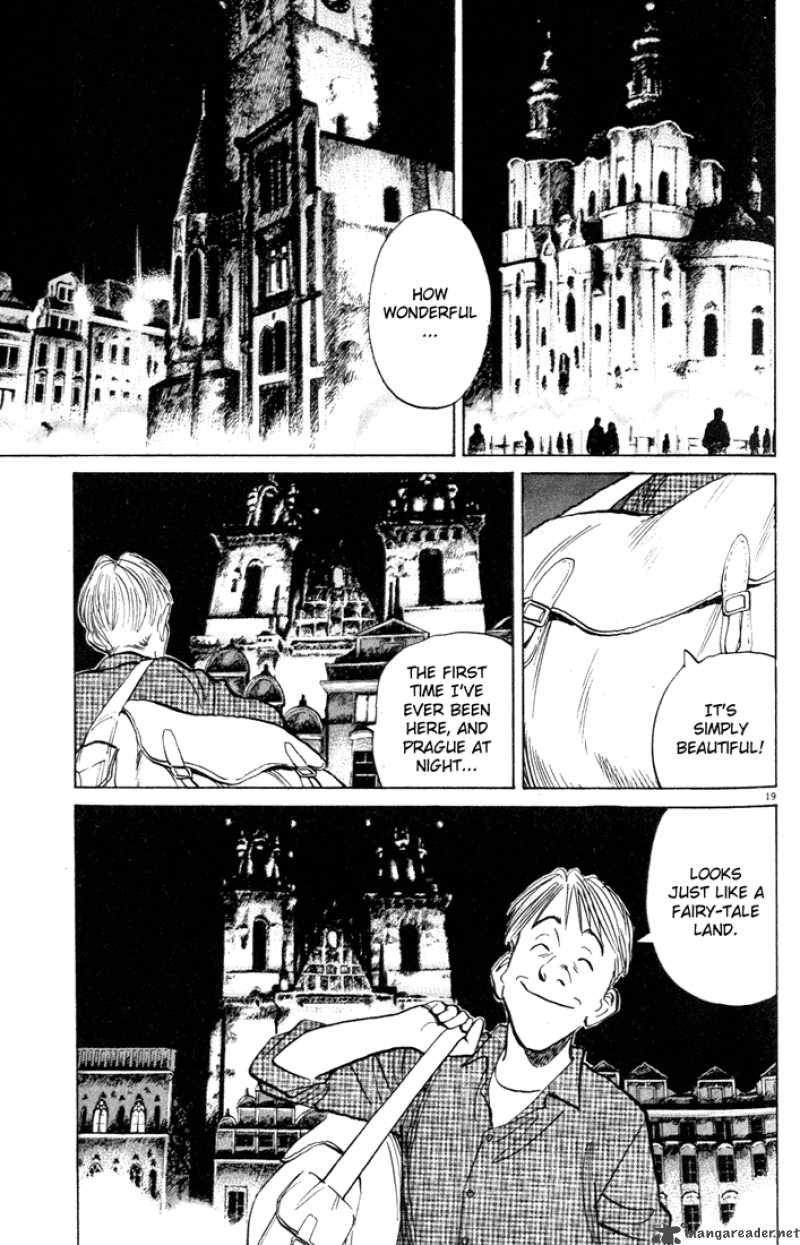 HOW
WONDERFUL
...
IT'S
SIMPLY
BEAUTIFUL!
THE FIRST
TIME I'VE
EVER BEEN
HERE, AND
PRAGUE AT
NIGHT...
19
LOOKS
JUST LIKE A
FAIRY-TALE
LAND.
mangareader.net